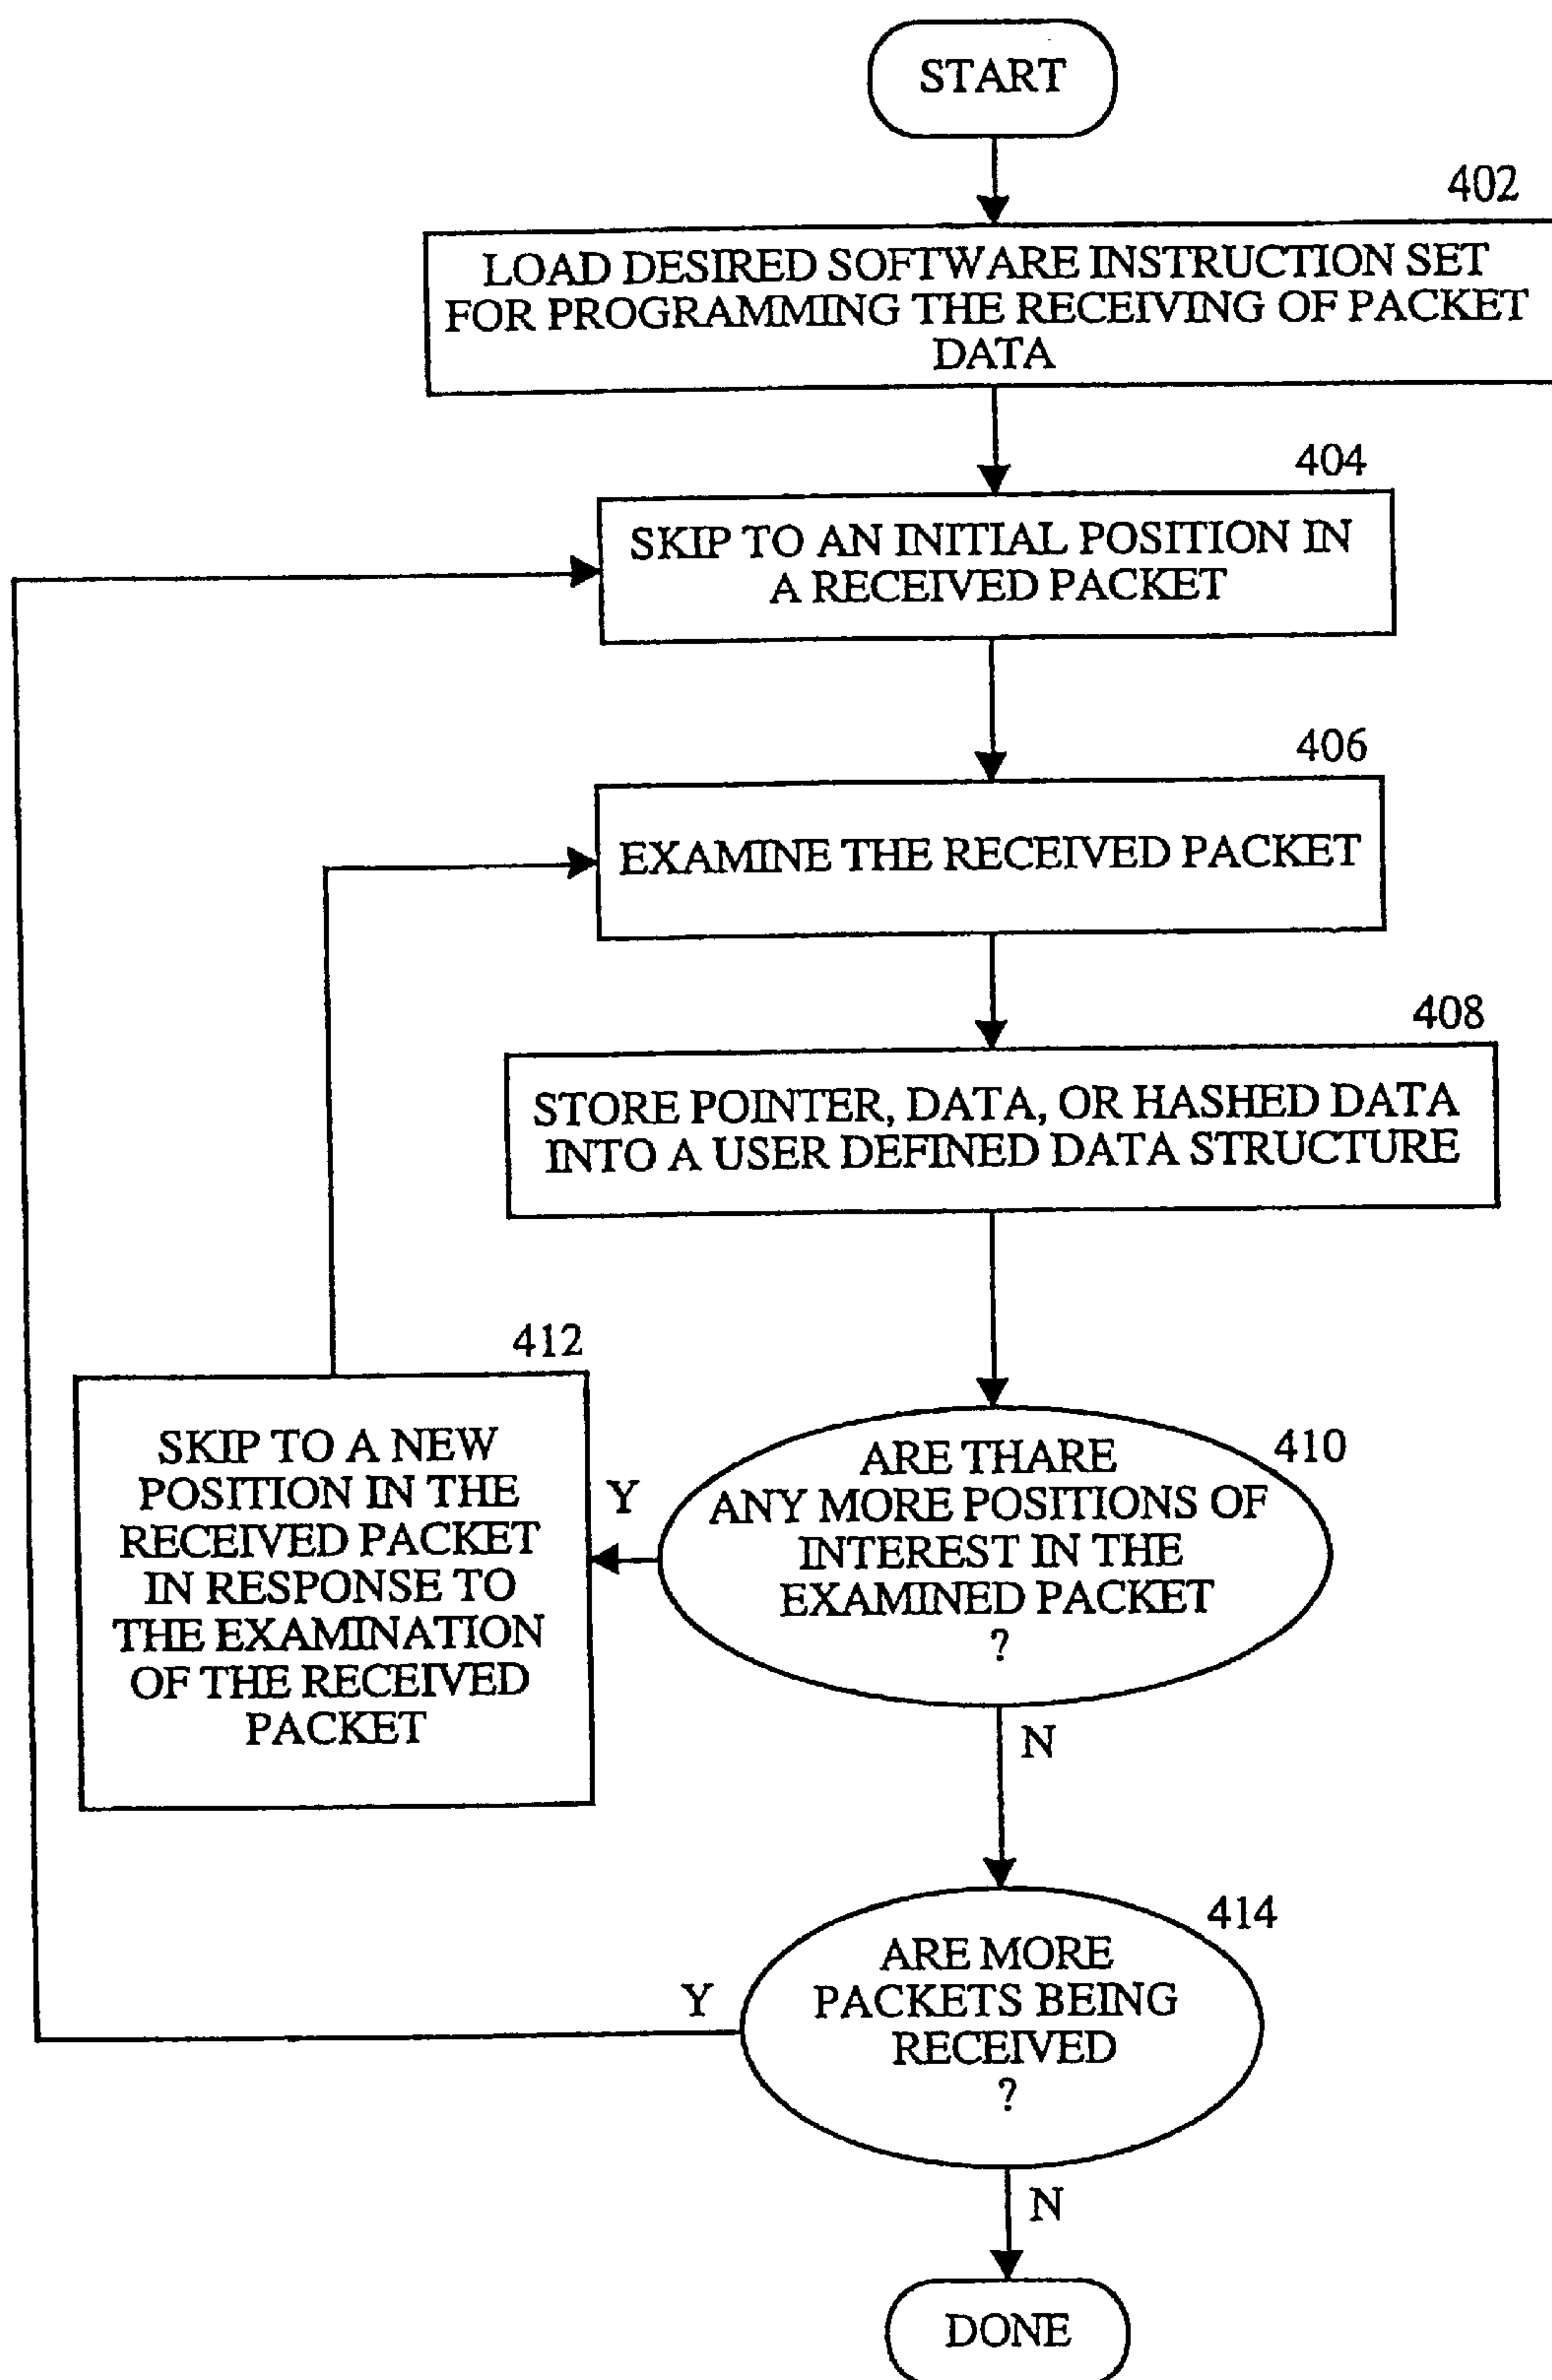 START
402
LOAD DESIRED SOFTWARE INSTRUCTION SET
FOR PROGRAMMING THE RECEIVING OF PACKET
DATA
404
SKIP TO AN INITIAL POSITION IN
A RECEIVED PACKET
406
EXAMINE THE RECEIVED PACKET
408
STORE POINTER, DATA, OR HASHED DATA
INTO A USER DEFINED DATA STRUCTURE
412
SKIP TO A NEW
POSITION IN THE
RECEIVED PACKET
IN RESPONSE TO
THE EXAMINATION
OF THE RECEIVED
PACKET
Y
410
ARE THARE
ANY MORE POSITIONS OF
INTEREST IN THE
EXAMINED PACKET
?
N
414
ARE MORE
PACKETS BEING
RECEIVED
?
Y
N
DONE